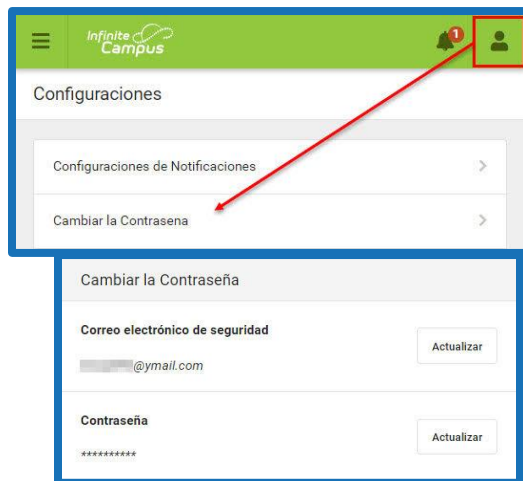 Infinite
Campus
1
Configuraciones
Configuraciones de Notificaciones
Cambiar la Contrasena
Cambiar la Contraseña
Correo electrónico de seguridad
Actualizar
@ymail.com
Contraseña
Actualizar
**********